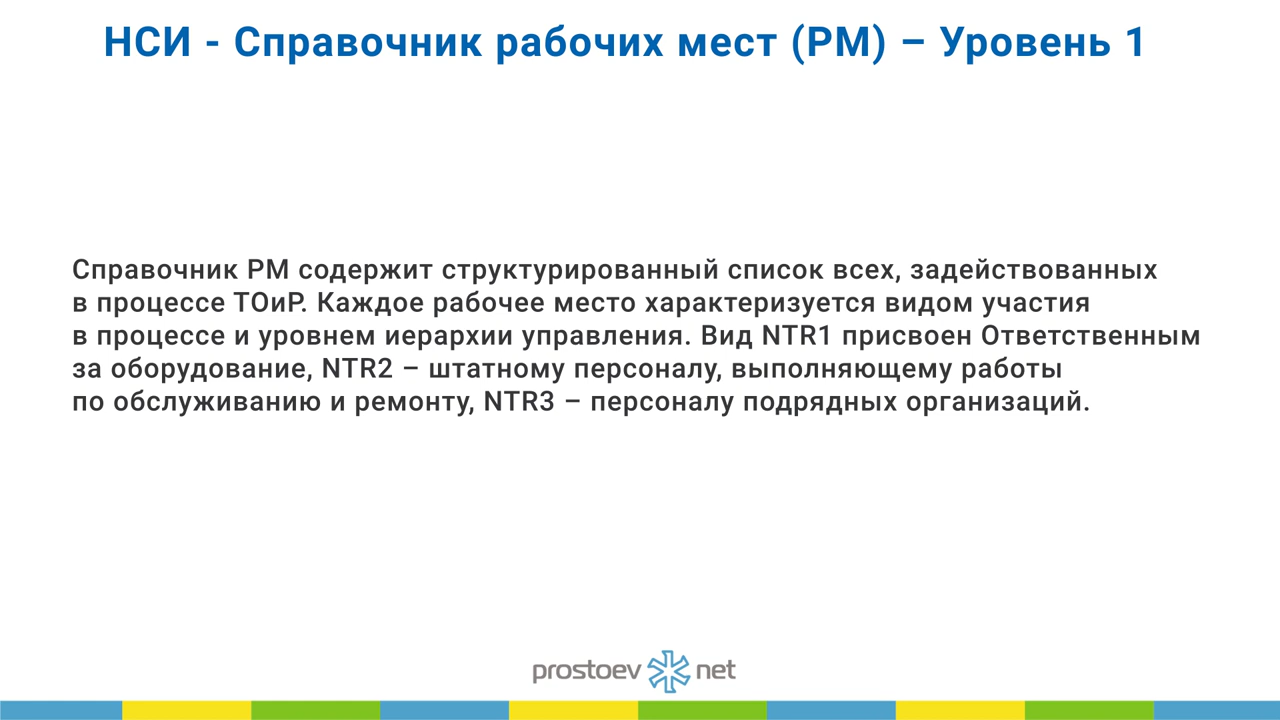 НСИ - Справочник рабочих мест (РМ) – Уровень 1
Справочник РМ содержит структурированный список всех, задействованных
в процессе ТОиР. Каждое рабочее место характеризуется видом участия
в процессе и уровнем иерархии управления. Вид NTR1 присвоен Ответственным
за оборудование, NTR2 – штатному персоналу, выполняющему работы
по обслуживанию и ремонту, NTR3 – персоналу подрядных организаций.
prostoev net